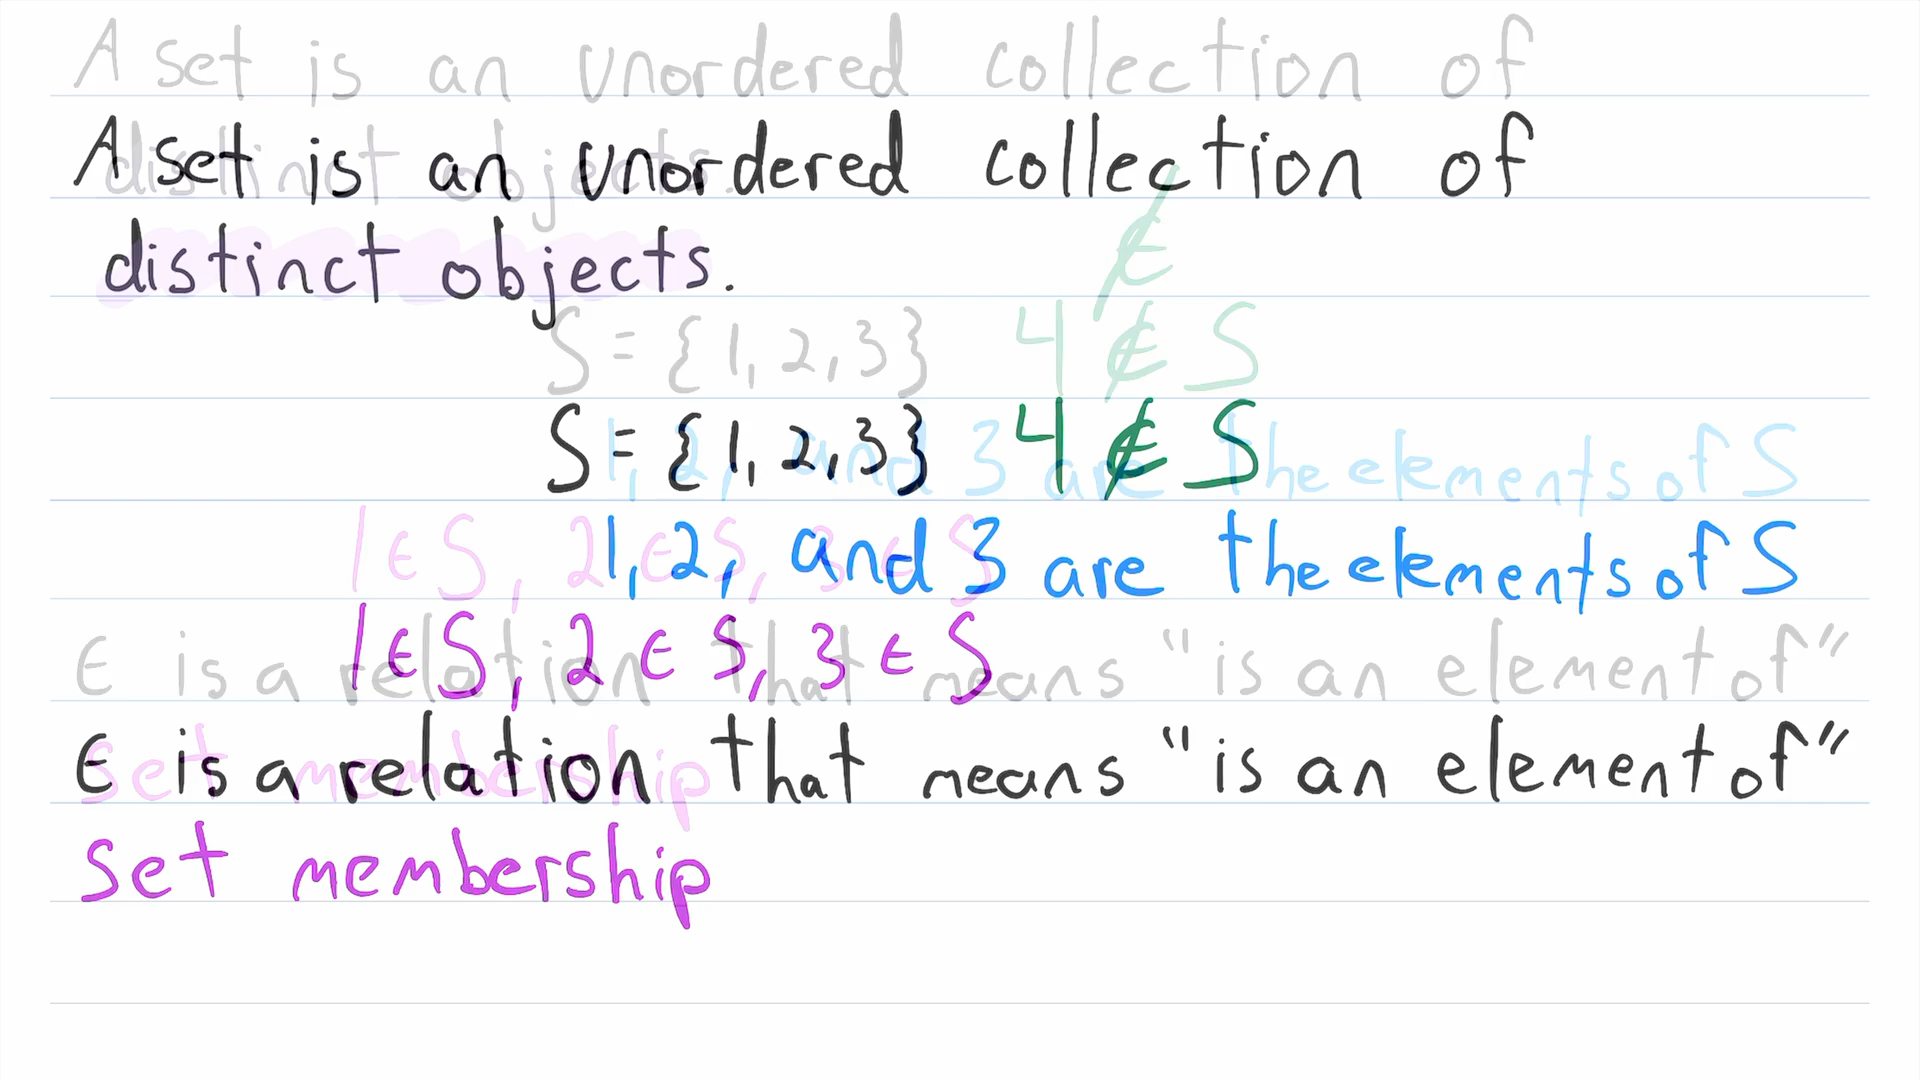 A set is an unordered collection of
distinct objects.
S = {1, 2, 3} 4 ∉ S
1, 2, and 3 are the elements of S
1 ∈ S, 2 ∈ S, 3 ∈ S
∈ is a relation that means "is an element of"
Set membership